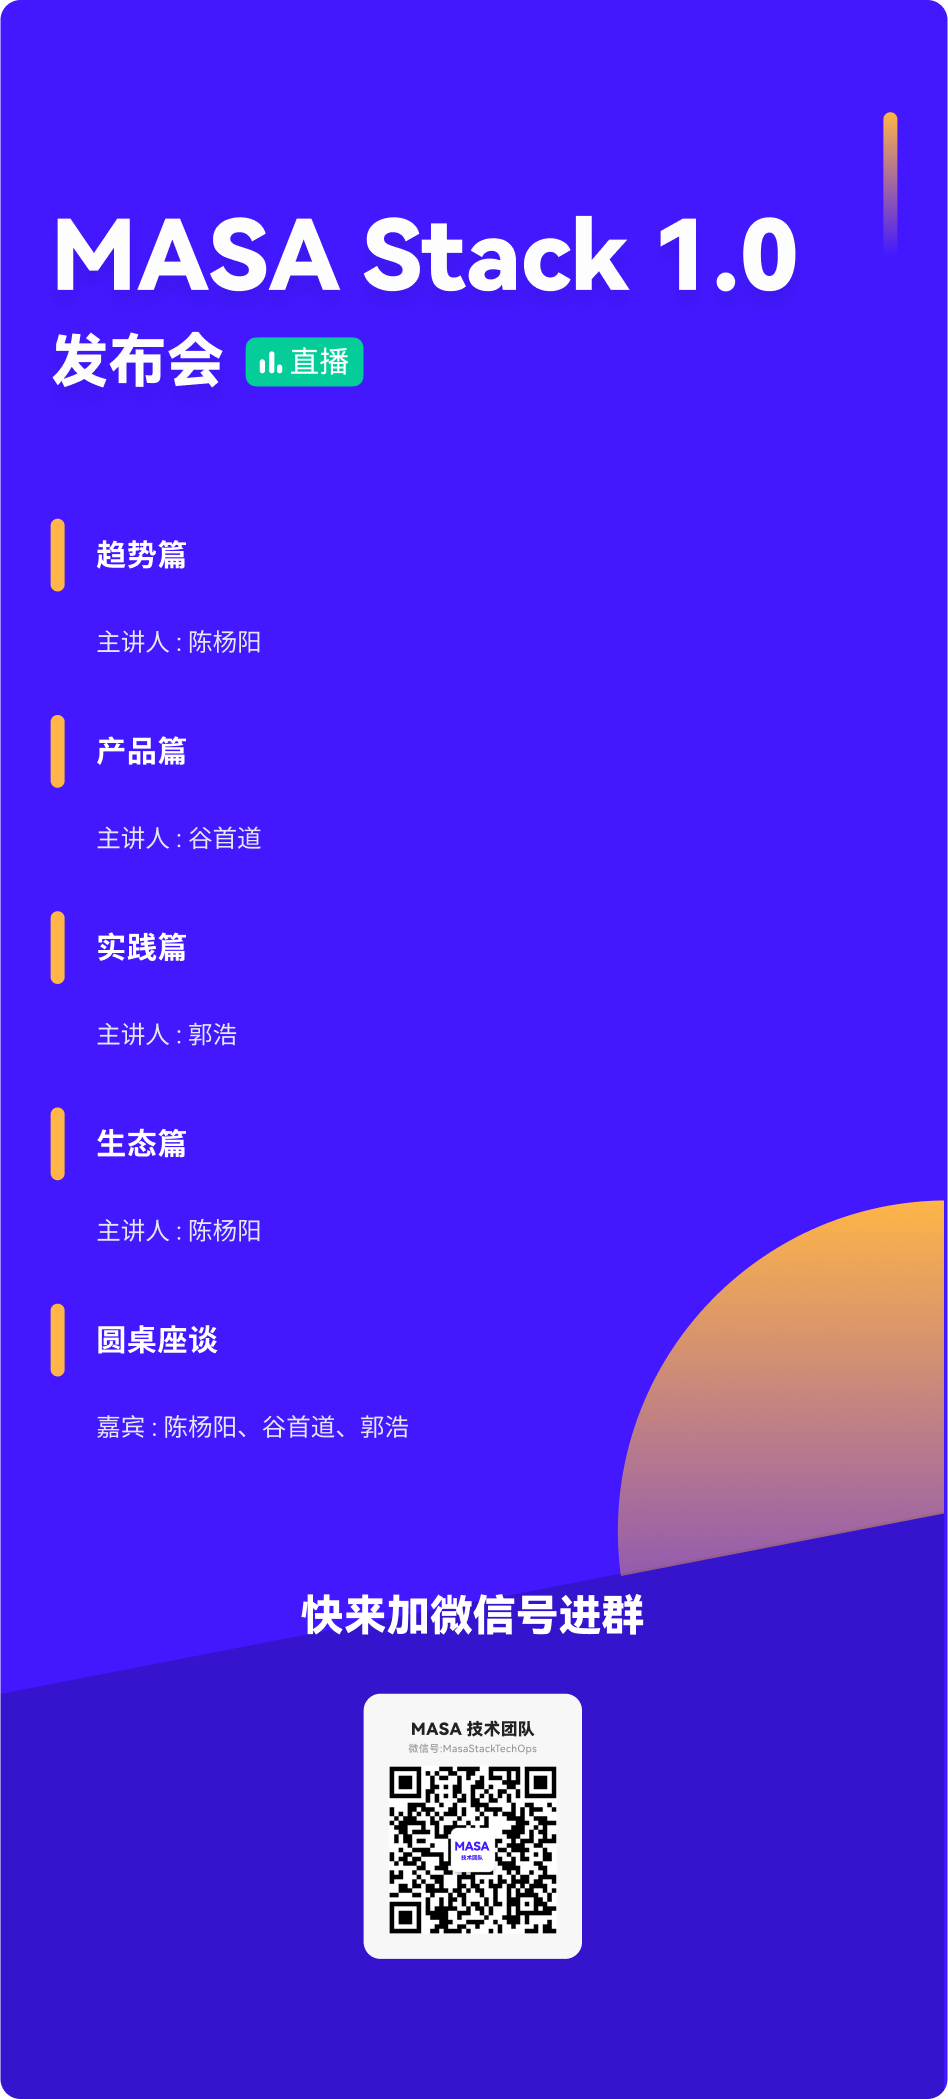 MASA Stack 1.0
发布会 直播
趋势篇
主讲人 : 陈杨阳
产品篇
主讲人 : 谷首道
实践篇
主讲人 : 郭浩
生态篇
主讲人 : 陈杨阳
圆桌座谈
嘉宾 : 陈杨阳、谷首道、郭浩
快来加微信号进群
MASA 技术团队
微信号:MasaStackTechOps
MASA
技术团队